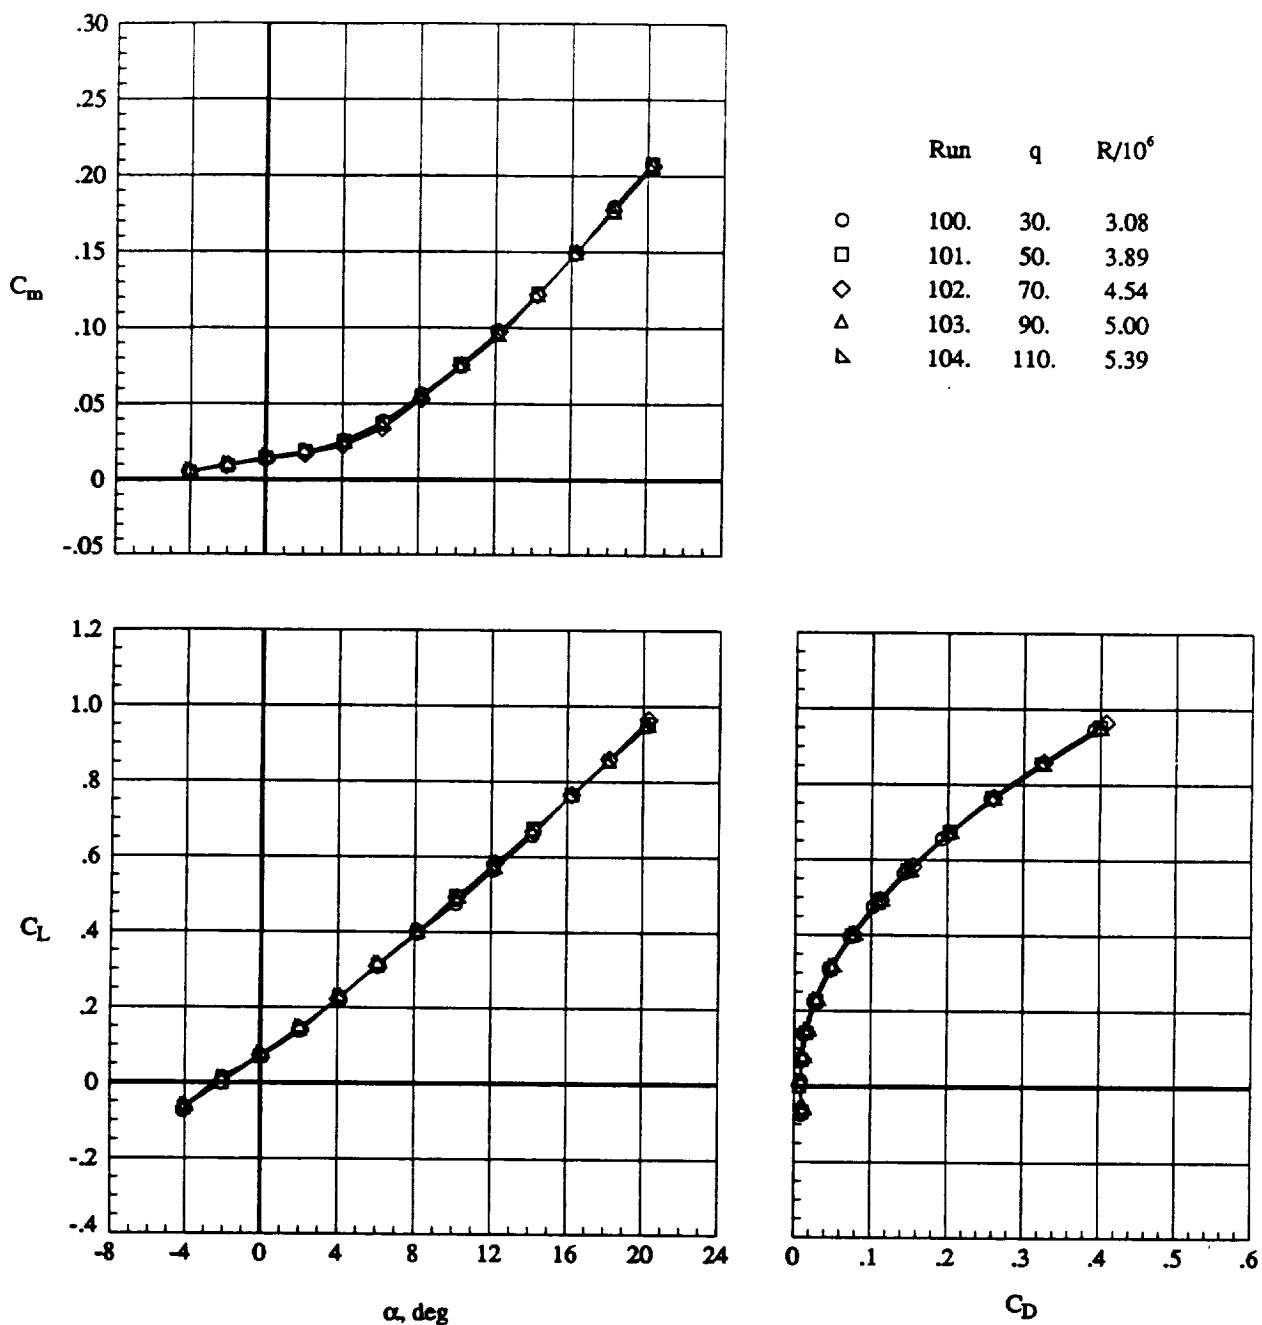 .30
.25
.20
.15
.10
.05
0
-.05
C_m
Run q R/10^6
100. 30. 3.08
101. 50. 3.89
102. 70. 4.54
103. 90. 5.00
104. 110. 5.39
1.2
1.0
.8
.6
.4
.2
0
-.2
-.4
C_L
-8 -4 0 4 8 12 16 20 24
α, deg
0 .1 .2 .3 .4 .5 .6
C_D